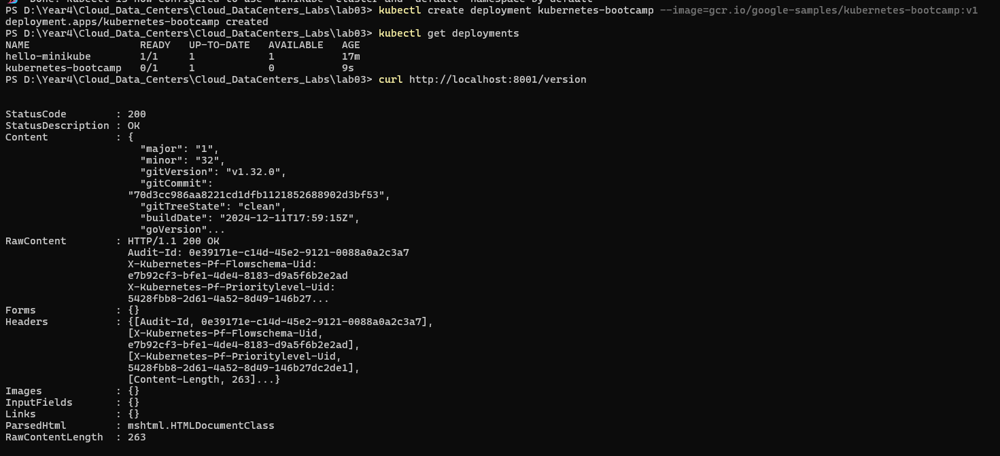 Done! kubectl is now configured to use "minikube" cluster and "default" namespace by default
PS D:\Year4\Cloud_Data_Centers\Cloud_DataCenters_Labs\lab03> kubectl create deployment kubernetes-bootcamp --image=gcr.io/google-samples/kubernetes-bootcamp:v1
deployment.apps/kubernetes-bootcamp created
PS D:\Year4\Cloud_Data_Centers\Cloud_DataCenters_Labs\lab03> kubectl get deployments
NAME                  READY   UP-TO-DATE   AVAILABLE   AGE
hello-minikube        1/1     1            1           17m
kubernetes-bootcamp   0/1     1            0           9s
PS D:\Year4\Cloud_Data_Centers\Cloud_DataCenters_Labs\lab03> curl http://localhost:8001/version
StatusCode        : 200
StatusDescription : OK
Content           : {
                      "major": "1",
                      "minor": "32",
                      "gitVersion": "v1.32.0",
                      "gitCommit":
                    "70d3cc986aa8221cd1dfb1121852688902d3bf53",
                      "gitTreeState": "clean",
                      "buildDate": "2024-12-11T17:59:15Z",
                      "goVersion"...
RawContent        : HTTP/1.1 200 OK
                    Audit-Id: 0e39171e-c14d-45e2-9121-0088a0a2c3a7
                    X-Kubernetes-Pf-Flowschema-Uid:
                    e7b92cf3-bfe1-4de4-8183-d9a5f6b2e2ad
                    X-Kubernetes-Pf-Prioritylevel-Uid:
                    5428fbb8-2d61-4a52-8d49-146b27...
Forms             : {}
Headers           : {[Audit-Id, 0e39171e-c14d-45e2-9121-0088a0a2c3a7],
                    [X-Kubernetes-Pf-Flowschema-Uid,
                    e7b92cf3-bfe1-4de4-8183-d9a5f6b2e2ad],
                    [X-Kubernetes-Pf-Prioritylevel-Uid,
                    5428fbb8-2d61-4a52-8d49-146b27dc2de1],
                    [Content-Length, 263]...}
Images            : {}
InputFields       : {}
Links             : {}
ParsedHtml        : mshtml.HTMLDocumentClass
RawContentLength  : 263